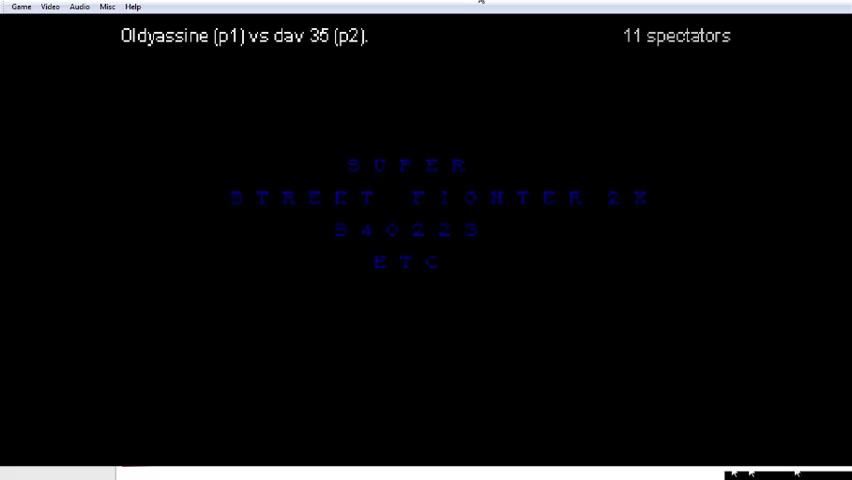 Game Video Audio Misc Help
Oldyassine (p1) vs dav 35 (p2). 11 spectators
SUPER
STREET FIGHTER 2X
940223
ETC